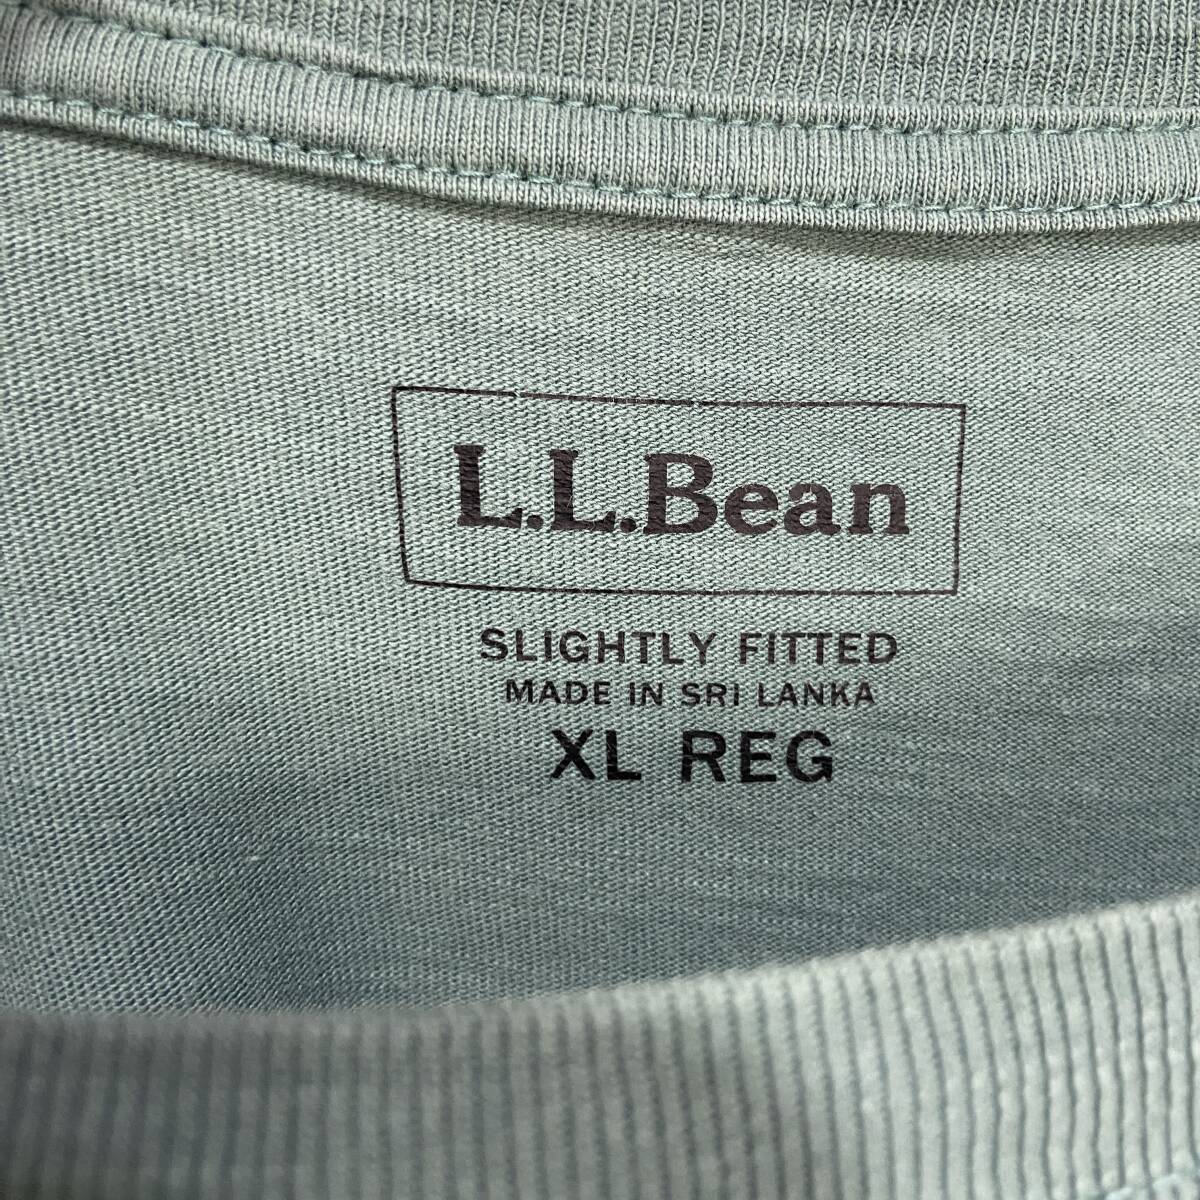 L.L.Bean
SLIGHTLY FITTED
MADE IN SRI LANKA
XL REG